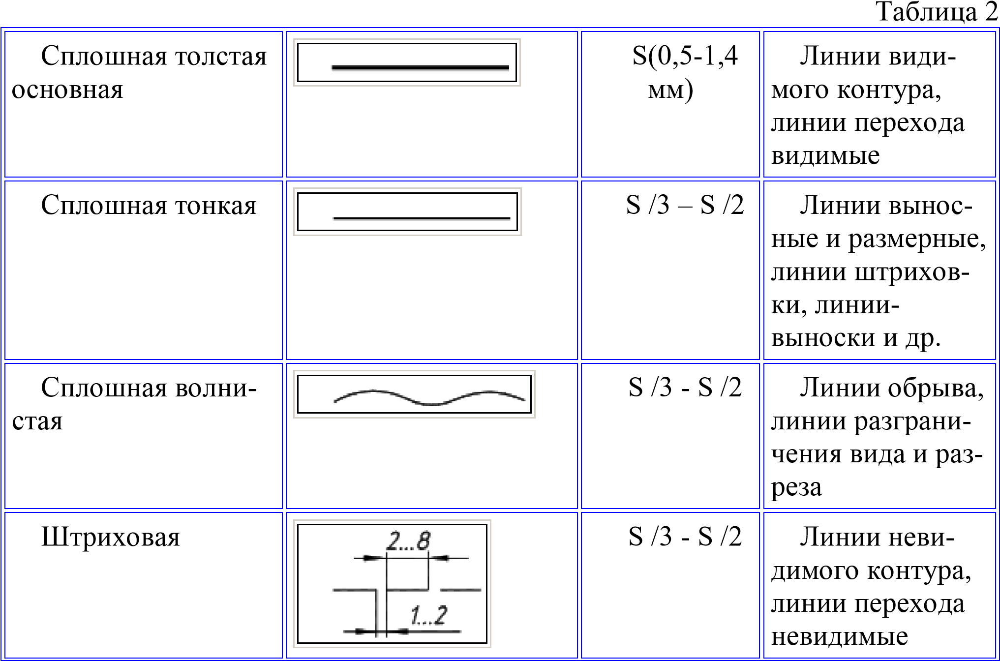 Таблица 2
Сплошная толстая
основная
S(0,5-1,4
мм)
Линии види-
мого контура,
линии перехода
видимые
Сплошная тонкая
S /3 – S /2
Линии вынос-
ные и размерные,
линии штрихов-
ки, линии-
выноски и др.
Сплошная волни-
стая
S /3 - S /2
Линии обрыва,
линии разграни-
чения вида и раз-
реза
Штриховая
2...8
1...2
S /3 - S /2
Линии неви-
димого контура,
линии перехода
невидимые